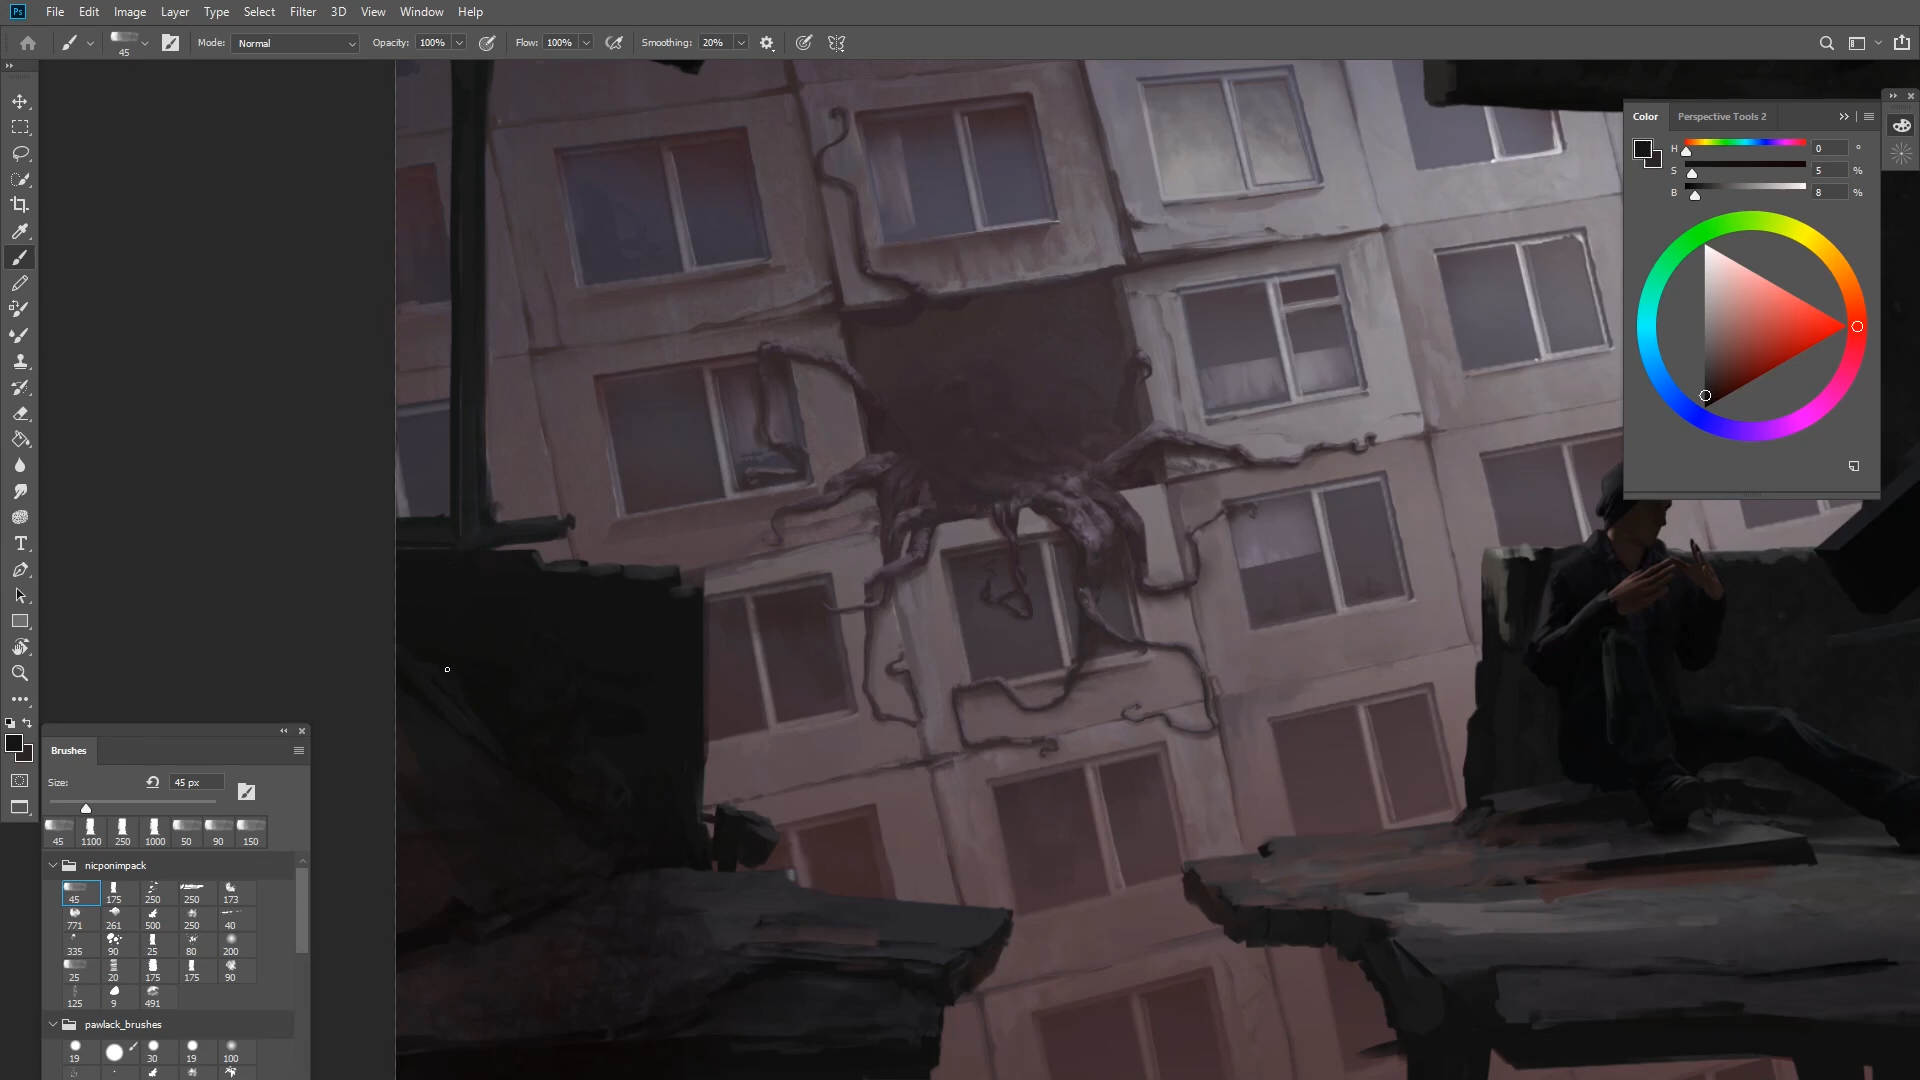 Ps File Edit Image Layer Type Select Filter 3D View Window Help
45 Mode: Normal Opacity: 100% Flow: 100% Smoothing: 20%
Color Perspective Tools 2
H 0 °
S 5 %
B 8 %
Brushes
Size: 45 px
45 1100 250 1000 50 90 150
nicponimpack
45 175 250 250 173
771 261 500 250 40
335 90 25 80 200
25 20 175 175 90
125 9 491
pawlack_brushes
19 30 19 100